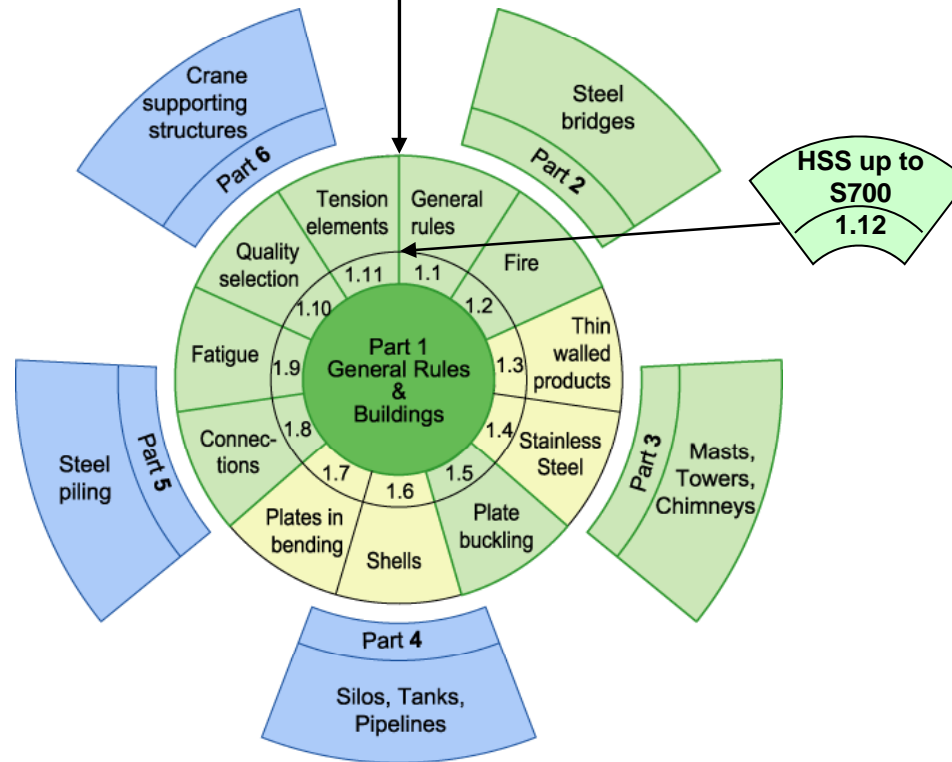 Crane
supporting
structures
Part 6
Steel
bridges
Part 2
HSS up to
S700
1.12
Tension
elements
1.11
General
rules
1.1
Fire
1.2
Thin
walled
products
1.3
Stainless
Steel
1.4
Plate
buckling
1.5
Shells
1.6
Plates in
bending
1.7
Connec-
tions
1.8
Fatigue
1.9
Quality
selection
1.10
Part 1
General Rules
&
Buildings
Part 3
Masts,
Towers,
Chimneys
Steel
piling
Part 5
Part 4
Silos, Tanks,
Pipelines